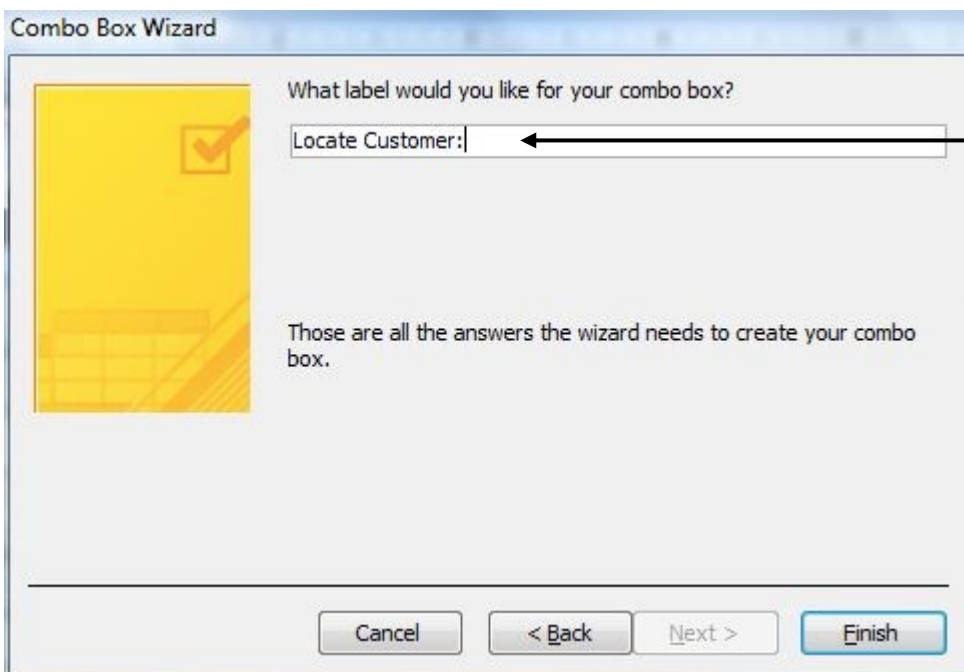 Combo Box Wizard
What label would you like for your combo box?
Locate Customer:
Those are all the answers the wizard needs to create your combo
box.
Cancel
< Back
Next >
Finish